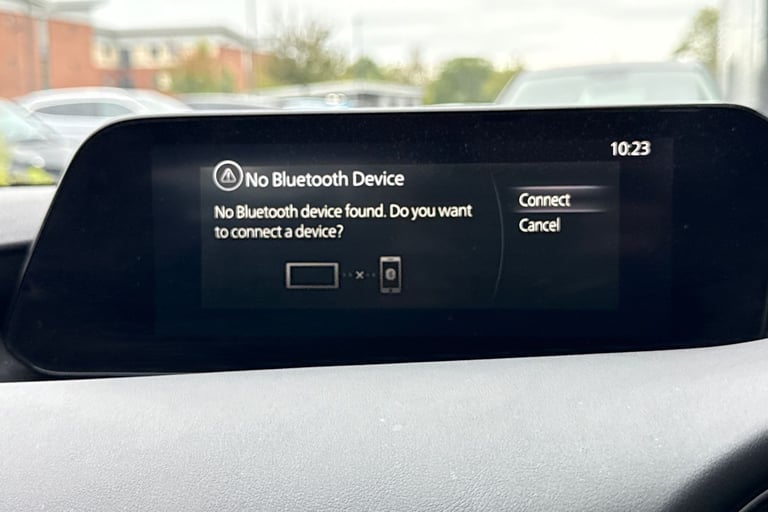 10:23
No Bluetooth Device
No Bluetooth device found. Do you want
to connect a device?
Connect
Cancel